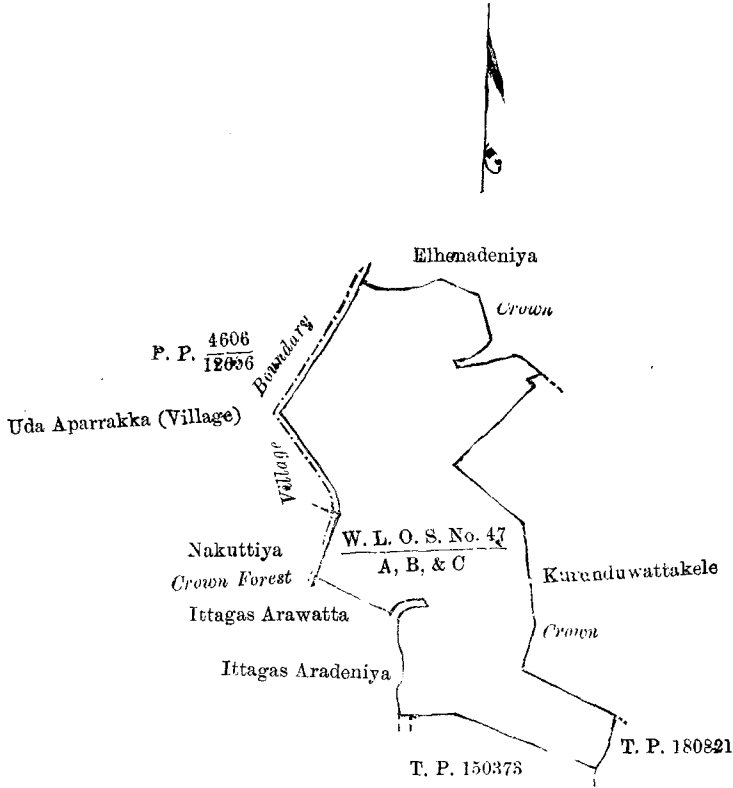 Elhenadeniya
Crown
P. P. 4606
Boundary
Uda Aparrakka (Village)
Village
W. L. O. S. No. 47
A, B, & C
Nakuttiya
Crown Forest
Kurunduwattakele
Ittagas Arawatta
Crown
Ittagas Aradeniya
T. P. 180821
T. P. 150373